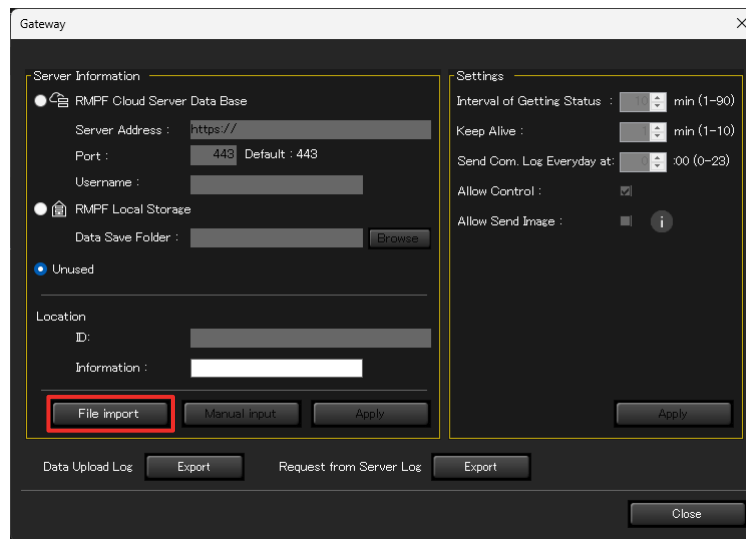 Gateway
Server Information
RMPF Cloud Server Data Base
Server Address : https://
Port : 443 Default : 443
Username :
RMPF Local Storage
Data Save Folder : Browse
Unused
Location
ID:
Information :
File import Manual input Apply
Settings
Interval of Getting Status : 10 min (1-90)
Keep Alive : 1 min (1-10)
Send Com. Log Everyday at: 0 :00 (0-23)
Allow Control :
Allow Send Image : i
Apply
Data Upload Log Export Request from Server Log Export
Close